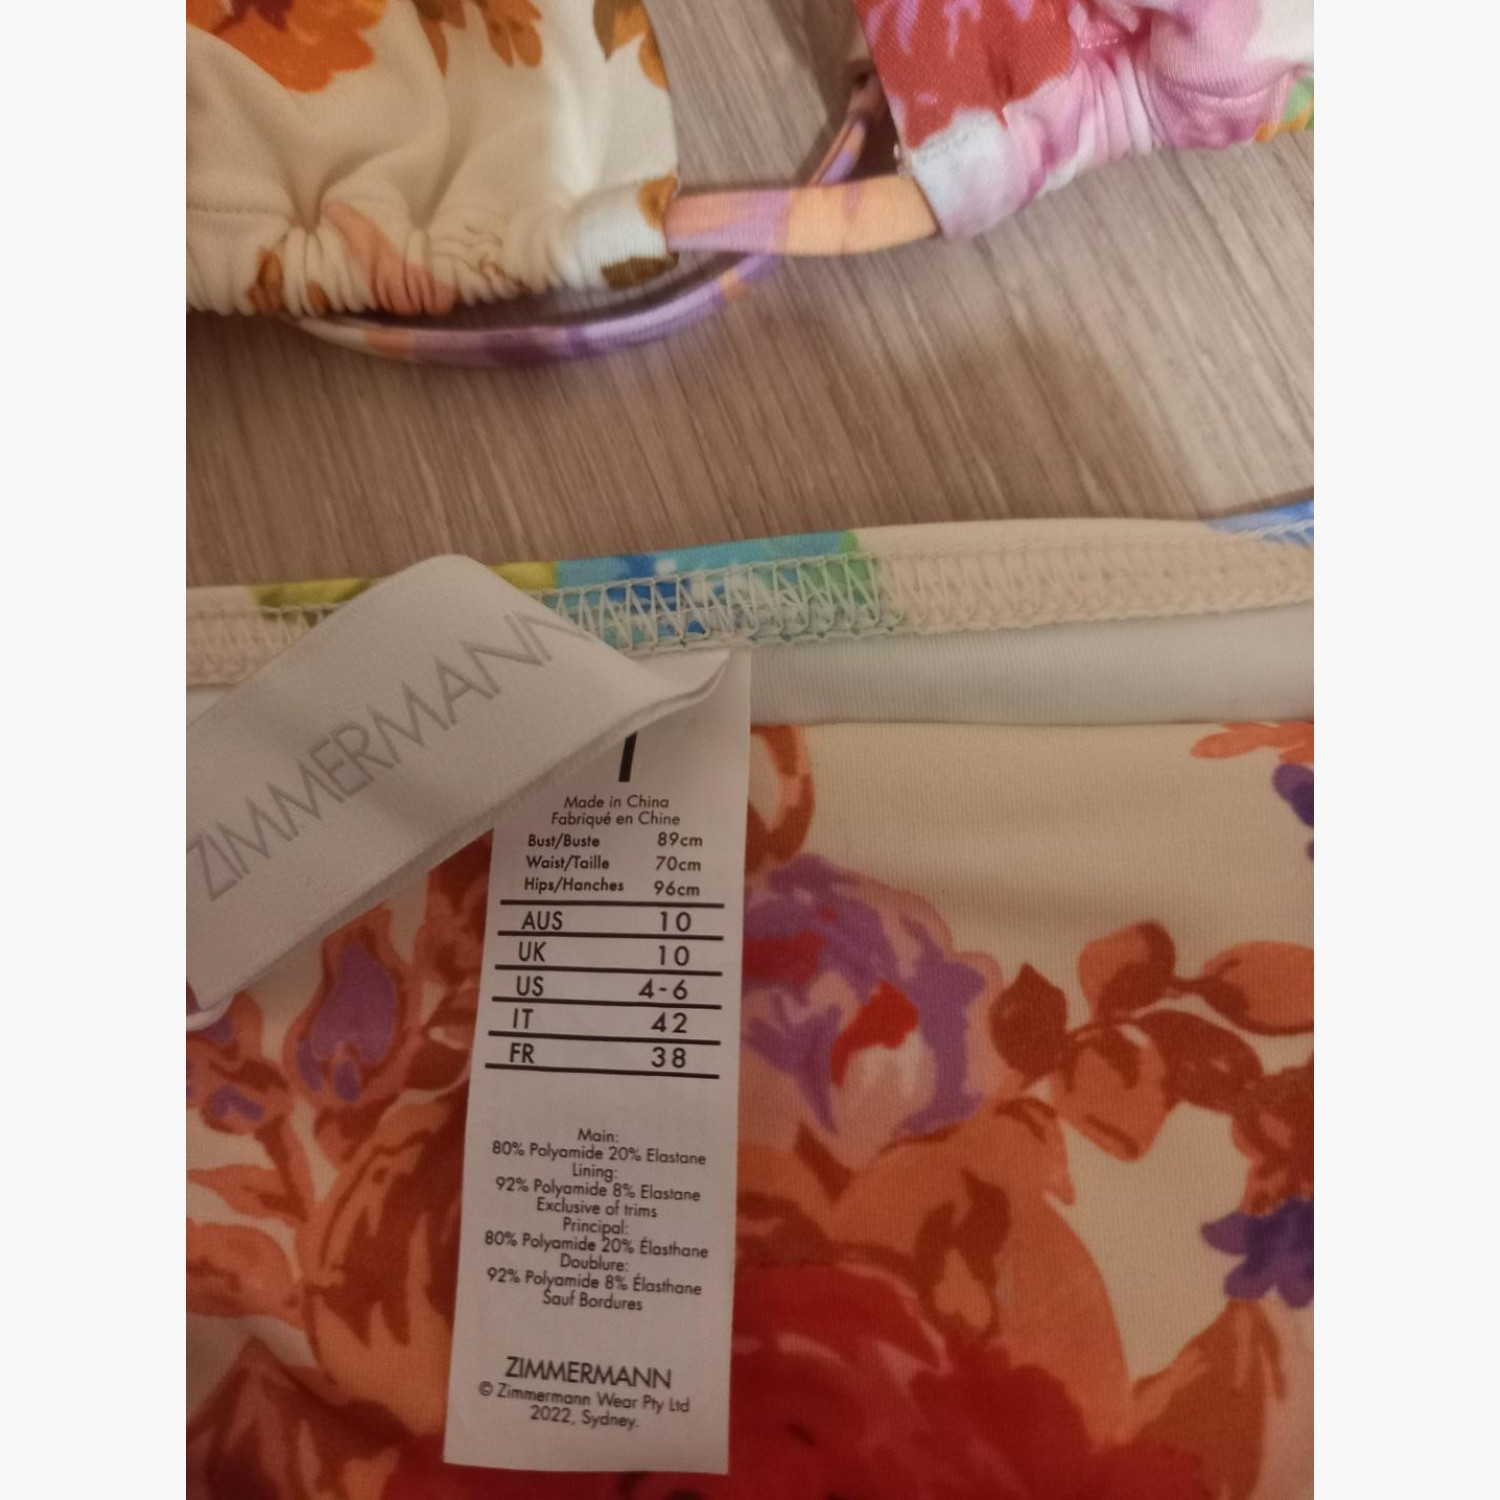 ZIMMERMANN
1
Made in China
Fabriqué en Chine
Bust/Buste 89cm
Waist/Taille 70cm
Hips/Hanches 96cm
AUS 10
UK 10
US 4-6
IT 42
FR 38
Main:
80% Polyamide 20% Elastane
Lining:
92% Polyamide 8% Elastane
Exclusive of trims
Principal:
80% Polyamide 20% Élasthane
Doublure:
92% Polyamide 8% Élasthane
Sauf Bordures
ZIMMERMANN
© Zimmermann Wear Pty Ltd
2022, Sydney.